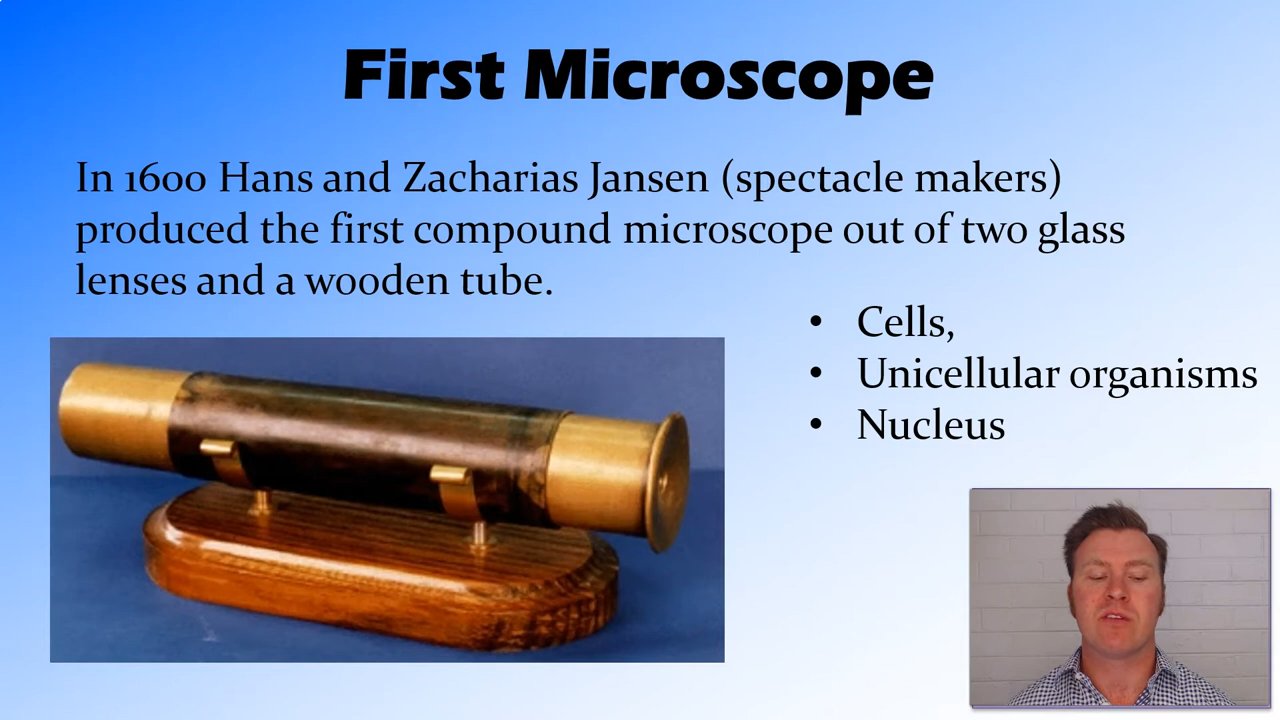 First Microscope
In 1600 Hans and Zacharias Jansen (spectacle makers)
produced the first compound microscope out of two glass
lenses and a wooden tube.
• Cells,
• Unicellular organisms
• Nucleus